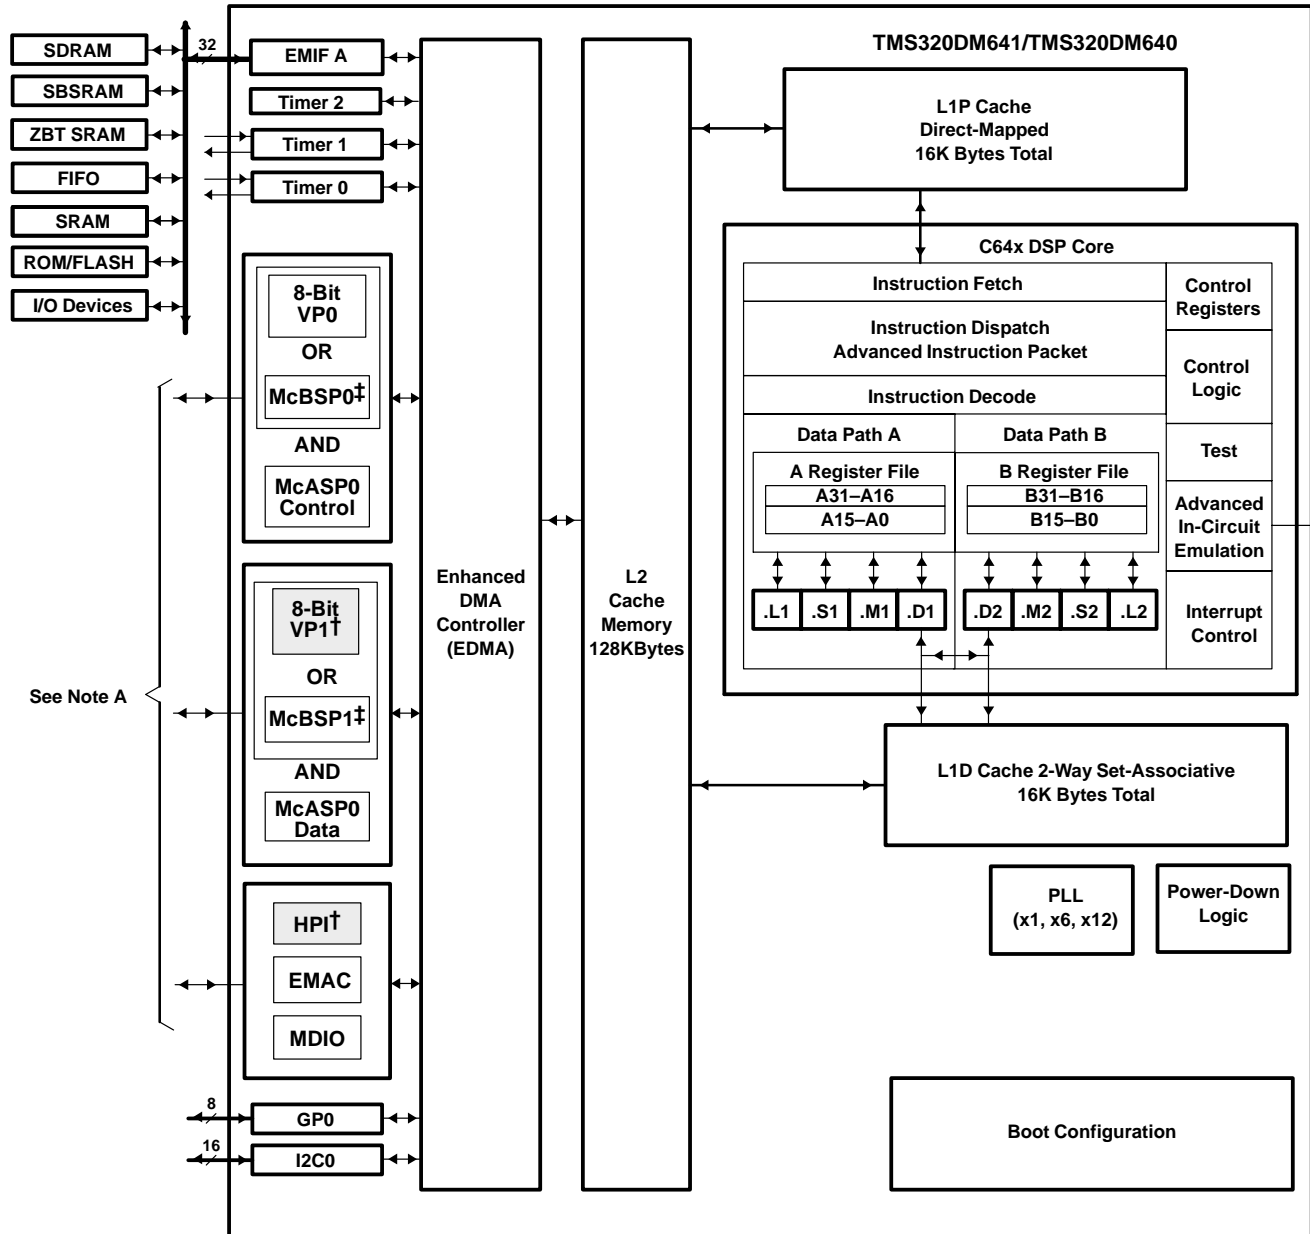 TMS320DM641/TMS320DM640
SDRAM
SBSRAM
ZBT SRAM
FIFO
SRAM
ROM/FLASH
I/O Devices
32
EMIF A
Timer 2
Timer 1
Timer 0
8-Bit
VP0
OR
McBSP0‡
AND
McASP0
Control
8-Bit
VP1†
OR
McBSP1‡
AND
McASP0
Data
See Note A
HPI†
EMAC
MDIO
8
GP0
16
I2C0
Enhanced
DMA
Controller
(EDMA)
L2
Cache
Memory
128KBytes
L1P Cache
Direct-Mapped
16K Bytes Total
C64x DSP Core
Instruction Fetch
Instruction Dispatch
Advanced Instruction Packet
Instruction Decode
Data Path A
Data Path B
A Register File
A31–A16
A15–A0
B Register File
B31–B16
B15–B0
.L1
.S1
.M1
.D1
.D2
.M2
.S2
.L2
Control
Registers
Control
Logic
Test
Advanced
In-Circuit
Emulation
Interrupt
Control
L1D Cache 2-Way Set-Associative
16K Bytes Total
PLL
(x1, x6, x12)
Power-Down
Logic
Boot Configuration